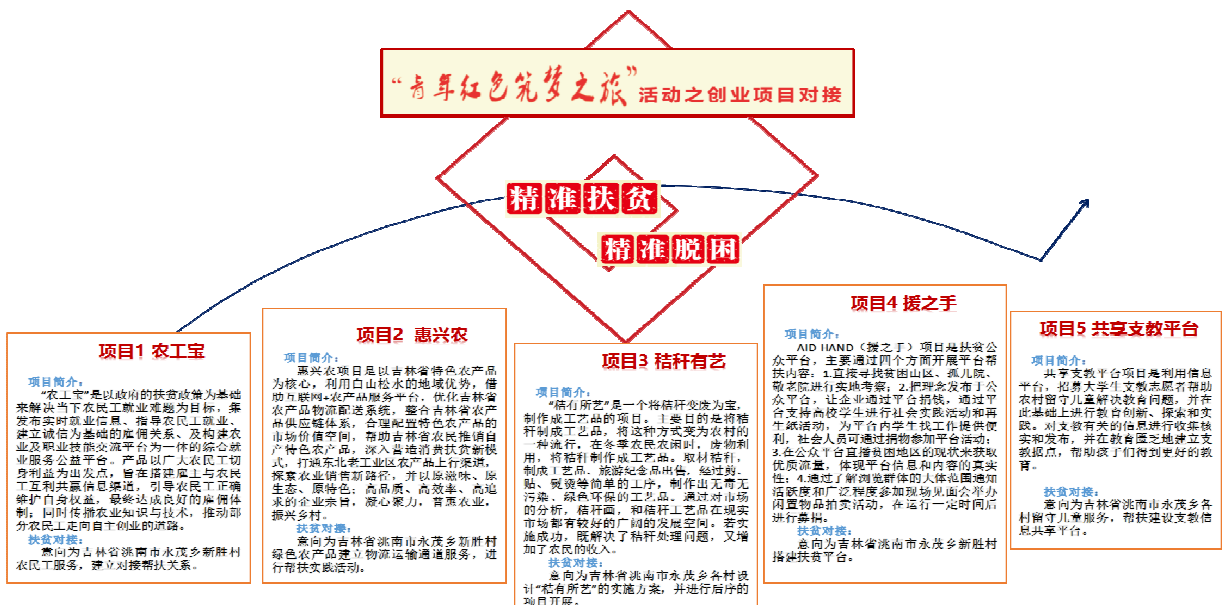 “青年红色筑梦之旅”活动之创业项目对接
精准扶贫
精准脱困
项目1 农工宝
项目简介：
“农工宝”是以政府的扶贫政策为基础
来解决当下农民工就业难题为目标，集
发布实时就业信息、指导农民工就业、
建立诚信为基础的雇佣关系、及构建农
业及职业技能交流平台为一体的综合就
业服务公益平台。产品以广大农民工切
身利益为出发点，旨在搭建雇主与农民
工互利共赢信息渠道，引导农民工正确
维护自身权益，最终达成良好的雇佣体
制；同时传播农业知识与技术，推动部
分农民工走向自主创业的道路。
扶贫对接：
意向为吉林省洮南市永茂乡新胜村
农民工服务，建立对接帮扶关系。
项目2 惠兴农
项目简介：
惠兴农项目是以吉林省特色农产品
为核心，利用白山松水的地域优势，借
助互联网+农产品服务平台，优化吉林省
农产品物流配送系统，整合吉林省农产
品供应链体系，合理配置特色农产品的
市场价值空间，帮助吉林省农民推销自
产特色农产品，深入营造消费扶贫新模
式，打通东北老工业区农产品上行渠道，
探索农业销售新路径，并以原滋味、原
生态、原特色；高品质、高效率、高追
求的企业宗旨，凝心聚力，普惠农业，
振兴乡村。
扶贫对接：
意向为吉林省洮南市永茂乡新胜村
绿色农产品建立物流运输通道服务，进
行帮扶实践活动。
项目3 秸秆有艺
项目简介：
“秸有所艺”是一个将秸秆变废为宝，
制作成工艺品的项目。主要目的是将秸
秆制成工艺品，将这种方式变为农村的
一种流行，在冬季农民农闲时，废物利
用，将秸秆制作成工艺品。取材秸秆，
制成工艺品、旅游纪念品出售，经过剪、
贴、熨烫等简单的工序，制作出无毒无
污染、绿色环保的工艺品。通过对市场
的分析，秸秆画，和秸秆工艺品在现实
市场都有较好的广阔的发展空间。若实
施成功，既解决了秸秆处理问题，又增
加了农民的收入。
扶贫对接：
意向为吉林省洮南市永茂乡各村设
计“秸有所艺”的实施方案，并进行后序的
项目开展。
项目4 援之手
项目简介：
AID HAND（援之手）项目是扶贫公
众平台，主要通过四个方面开展平台帮
扶内容：1.直接寻找贫困山区、孤儿院、
敬老院进行实地考察；2.把理念发布于公
众平台，让企业通过平台捐钱，通过平
台支持高校学生进行社会实践活动和再
生纸活动，为平台内学生找工作提供便
利，社会人员可通过捐物参加平台活动；
3.在公众平台直播贫困地区的现状来获取
优质流量，体现平台信息和内容的真实
性；4.通过了解浏览群体的大体范围通知
活跃度和广泛程度参加现场见面会举办
闲置物品拍卖活动，在运行一定时间后
进行募捐。
扶贫对接：
意向为吉林省洮南市永茂乡新胜村
搭建扶贫平台。
项目5 共享支教平台
项目简介：
共享支教平台项目是利用信息
平台，招募大学生支教志愿者帮助
农村留守儿童解决教育问题，并在
此基础上进行教育创新、探索和实
践。对支教有关的信息进行收集核
实和发布，并在教育匮乏地建立支
教据点，帮助孩子们得到更好的教
育。
扶贫对接：
意向为吉林省洮南市永茂乡各
村留守儿童服务，帮扶建设支教信
息共享平台。